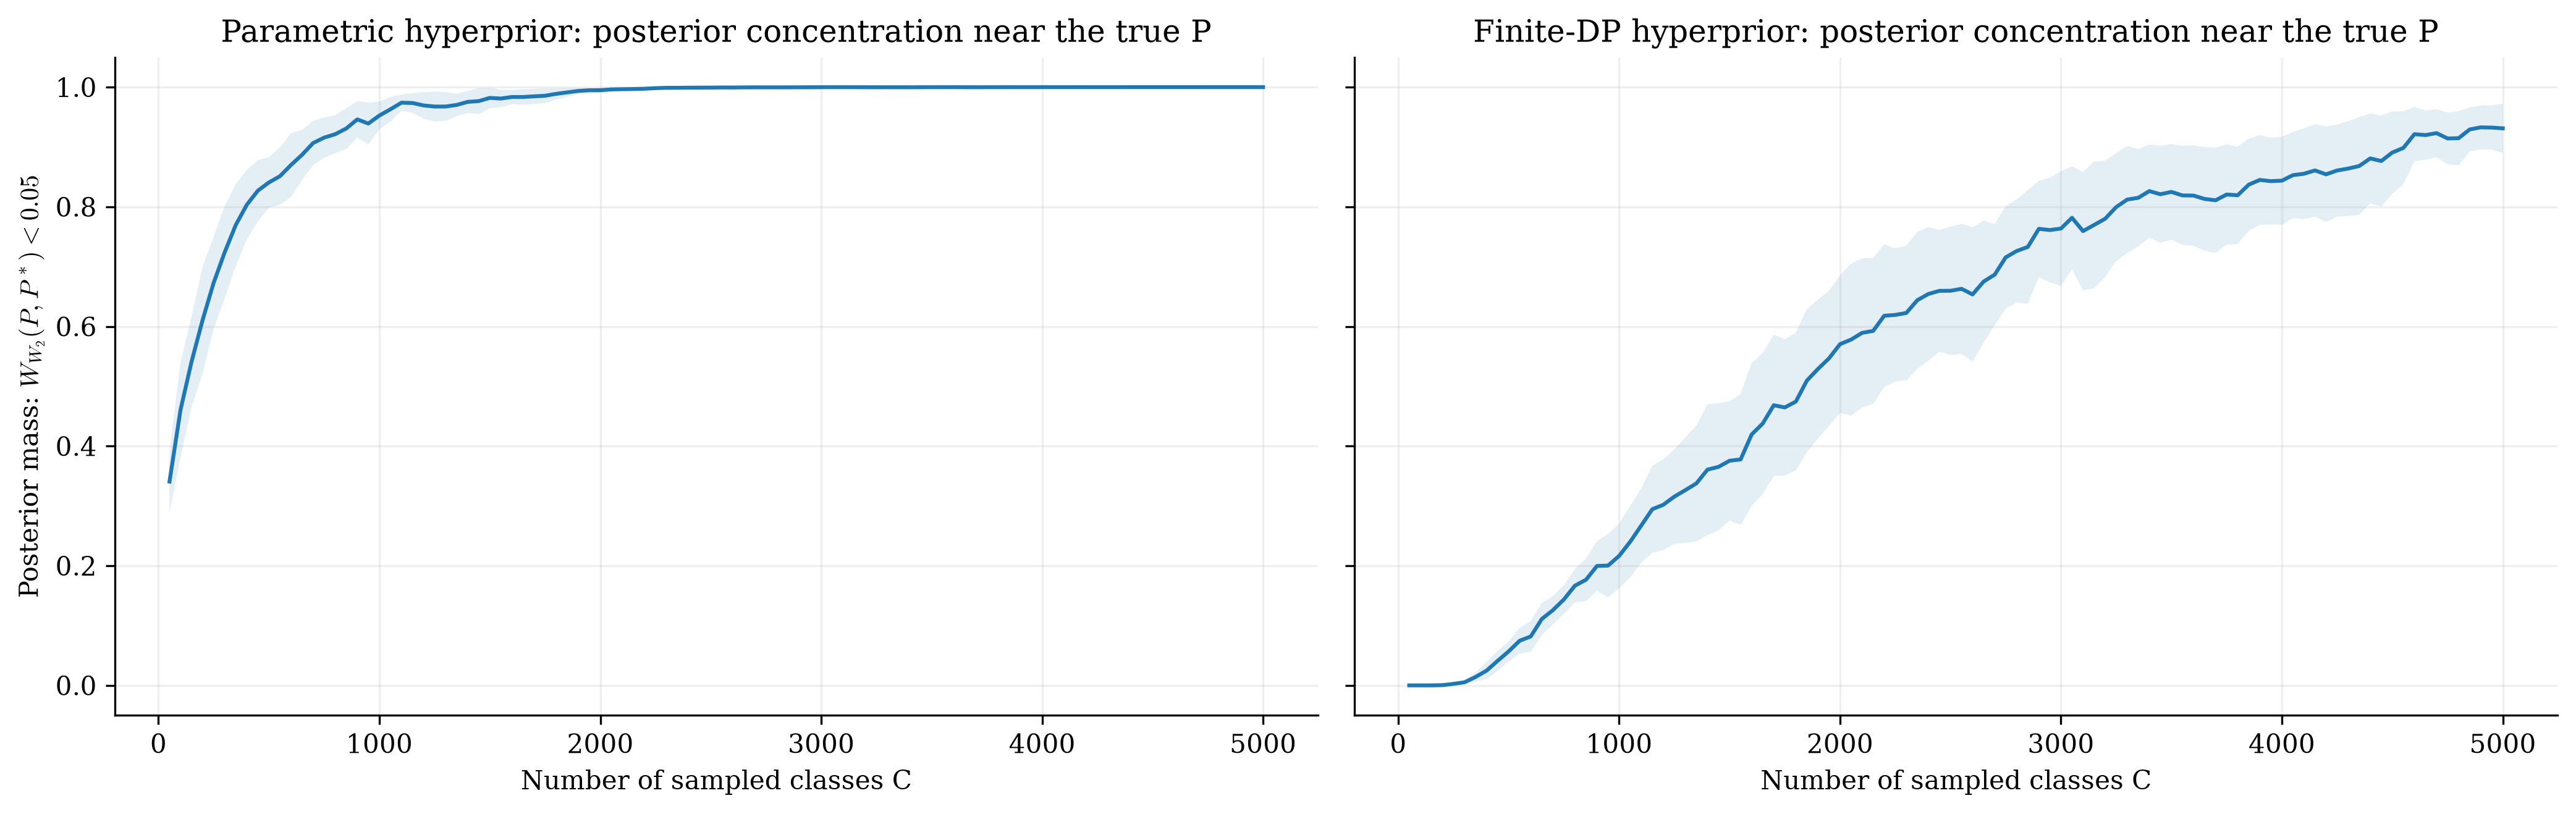 Parametric hyperprior: posterior concentration near the true P
Finite-DP hyperprior: posterior concentration near the true P
Posterior mass: $W_{W_2}(P, P^*) < 0.05$
1.0
0.8
0.6
0.4
0.2
0.0
0 1000 2000 3000 4000 5000
0 1000 2000 3000 4000 5000
Number of sampled classes C
Number of sampled classes C